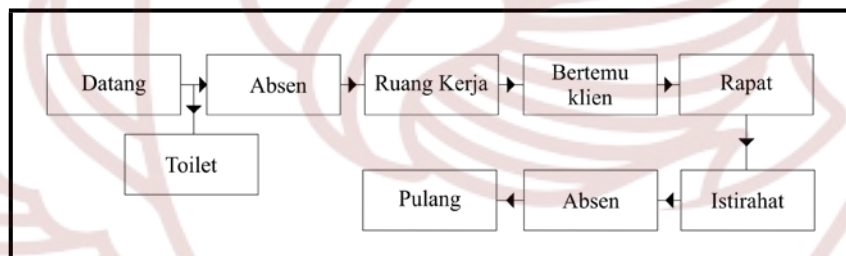 Datang
Absen
Ruang Kerja
Bertemu
klien
Rapat
Toilet
Istirahat
Absen
Pulang